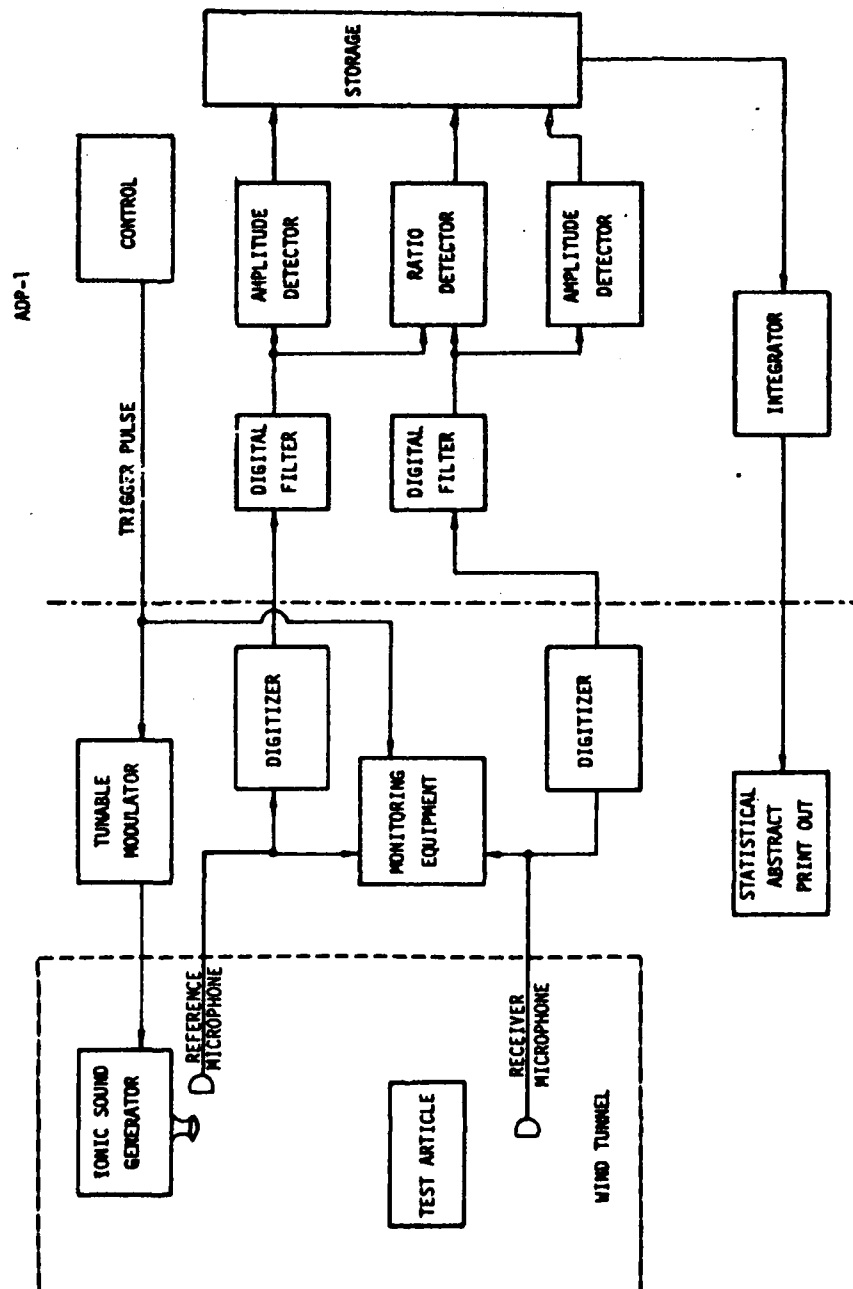 ADP-1
IONIC SOUND
GENERATOR
TUNABLE
MODULATOR
TRIGGER PULSE
CONTROL
REFERENCE
MICROPHONE
DIGITIZER
DIGITAL
FILTER
AMPLITUDE
DETECTOR
STORAGE
TEST ARTICLE
MONITORING
EQUIPMENT
DIGITAL
FILTER
RATIO
DETECTOR
RECEIVER
MICROPHONE
DIGITIZER
AMPLITUDE
DETECTOR
WIND TUNNEL
STATISTICAL
ABSTRACT
PRINT OUT
INTEGRATOR